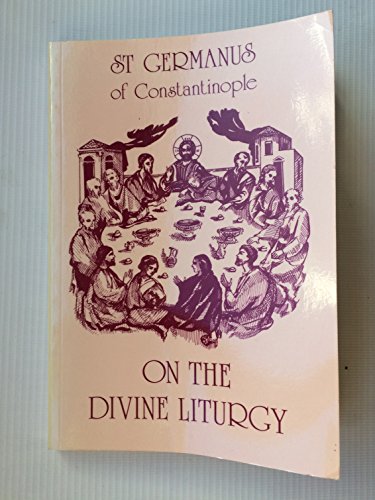 ST GERMANUS
of Constantinople
ON THE
DIVINE LITURGY